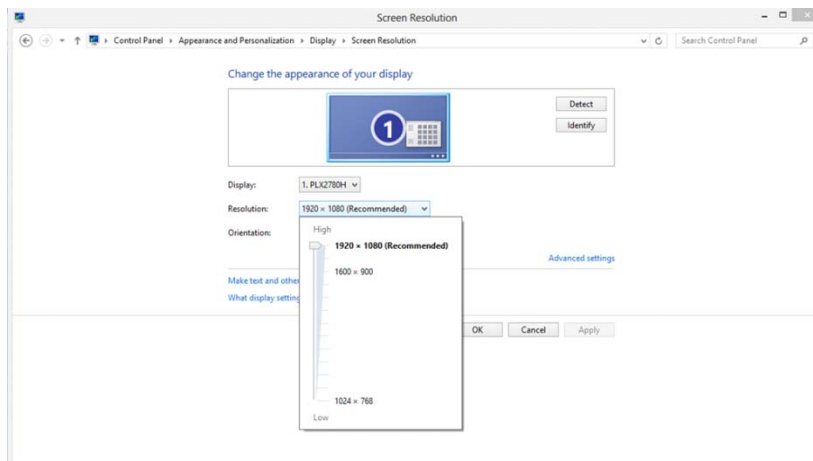 Screen Resolution
Control Panel ▸ Appearance and Personalization ▸ Display ▸ Screen Resolution
Search Control Panel
Change the appearance of your display
1
Detect
Identify
Display: 1. PLX2780H
Resolution: 1920 × 1080 (Recommended)
Orientation:
High
1920 × 1080 (Recommended)
Advanced settings
1600 × 900
Make text and other
What display setting
OK Cancel Apply
1024 × 768
Low